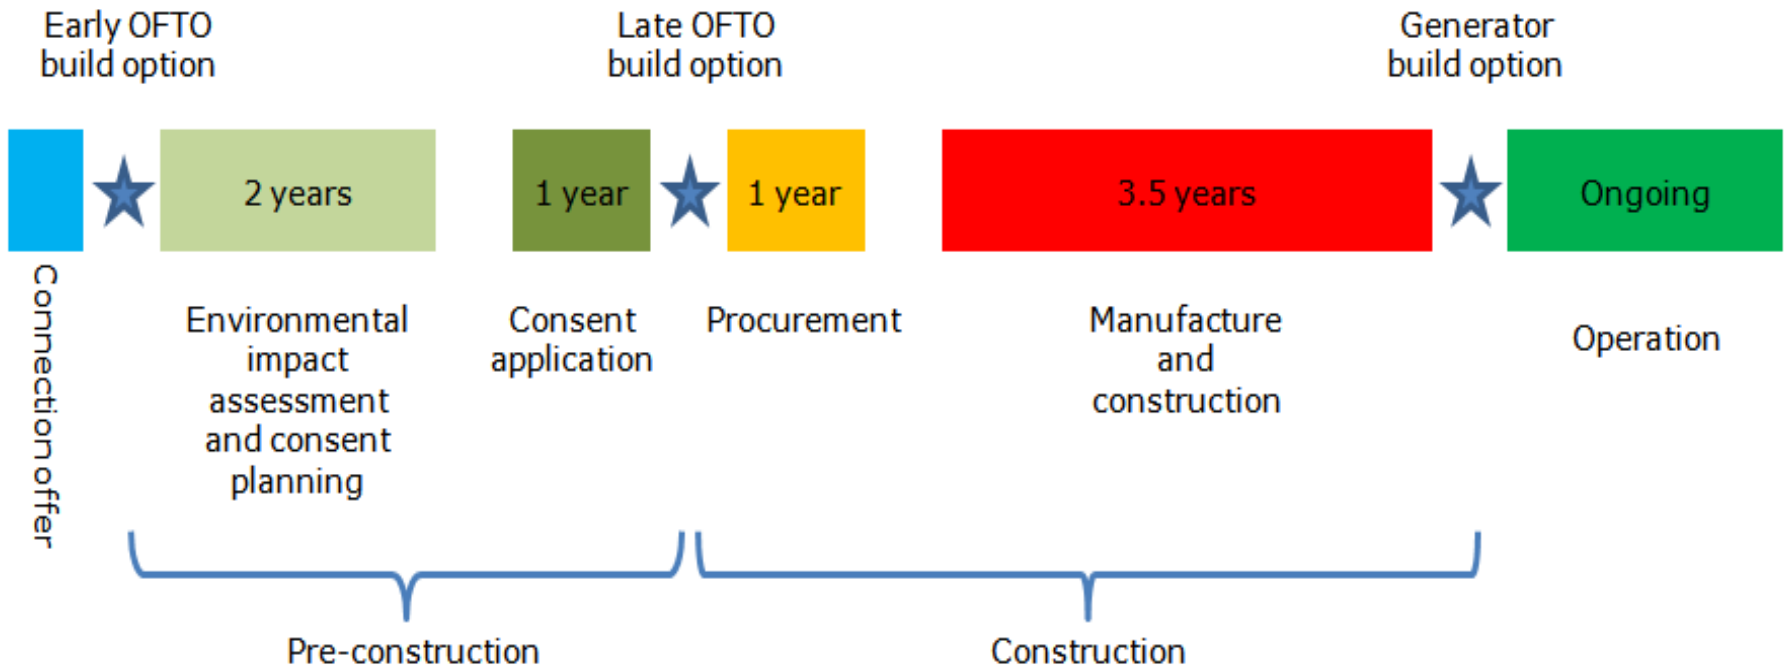 Early OFTO
build option
Late OFTO
build option
Generator
build option
2 years
1 year
1 year
3.5 years
Ongoing
Connection offer
Environmental
impact
assessment
and consent
planning
Consent
application
Procurement
Manufacture
and
construction
Operation
Pre-construction
Construction